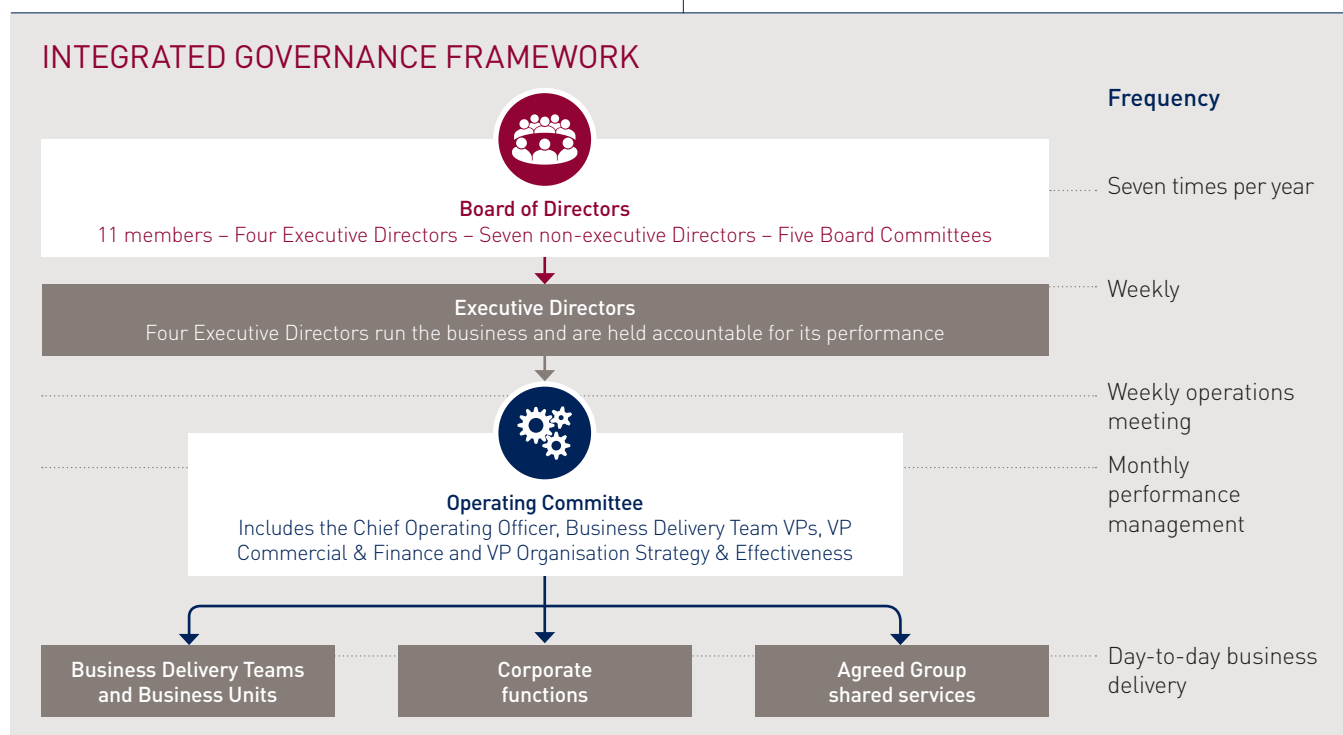 INTEGRATED GOVERNANCE FRAMEWORK
Frequency
Board of Directors
11 members – Four Executive Directors – Seven non-executive Directors – Five Board Committees
Seven times per year
Executive Directors
Four Executive Directors run the business and are held accountable for its performance
Weekly
Weekly operations
meeting
Monthly
performance
management
Operating Committee
Includes the Chief Operating Officer, Business Delivery Team VPs, VP
Commercial & Finance and VP Organisation Strategy & Effectiveness
Business Delivery Teams
and Business Units
Corporate
functions
Agreed Group
shared services
Day-to-day business
delivery